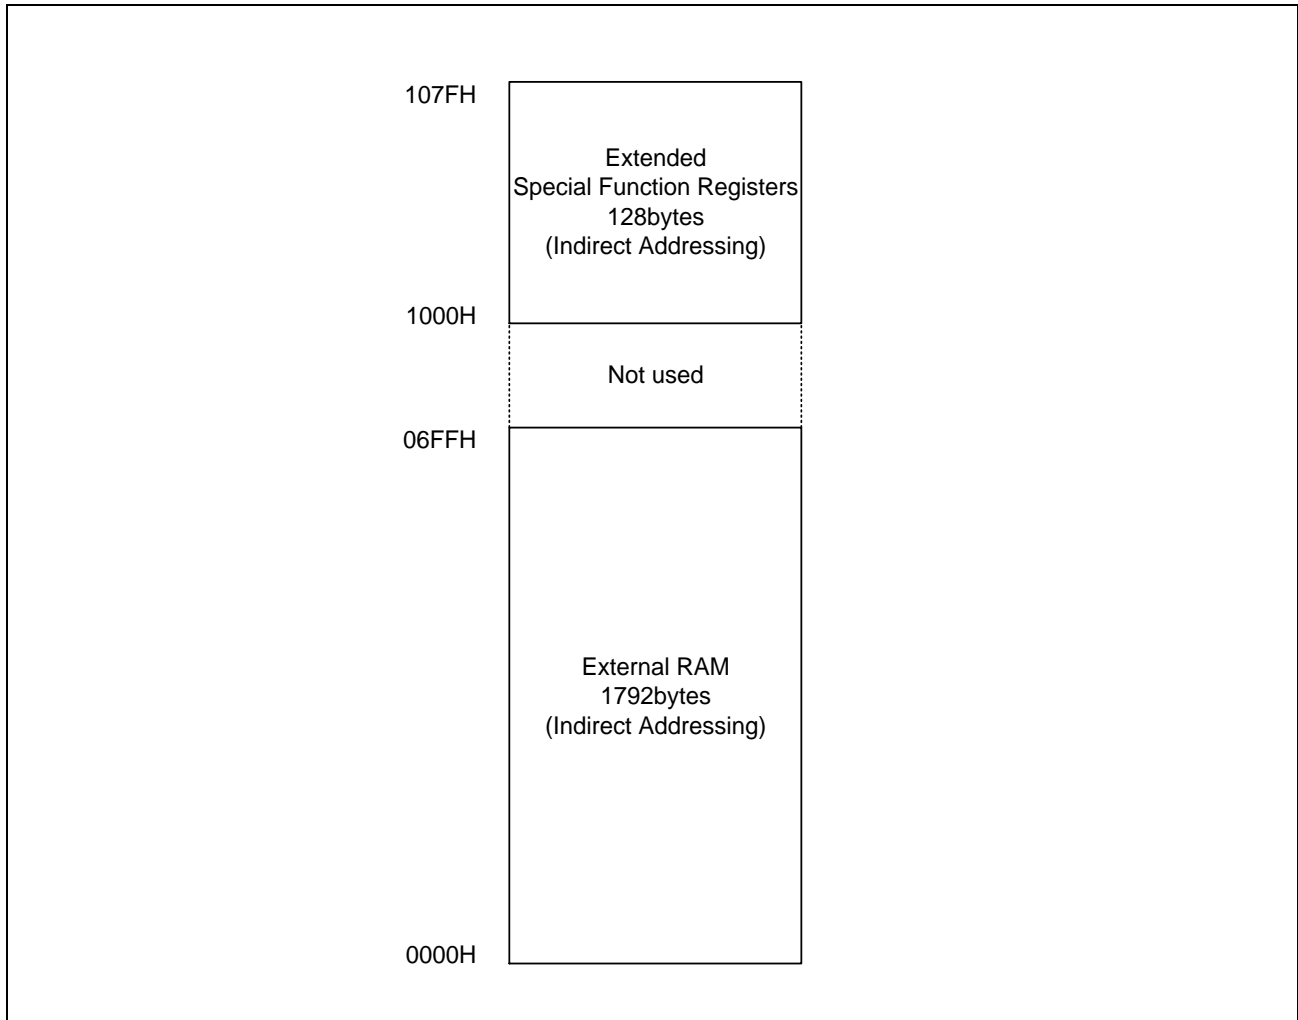 107FH
Extended
Special Function Registers
128bytes
(Indirect Addressing)
1000H
Not used
06FFH
External RAM
1792bytes
(Indirect Addressing)
0000H